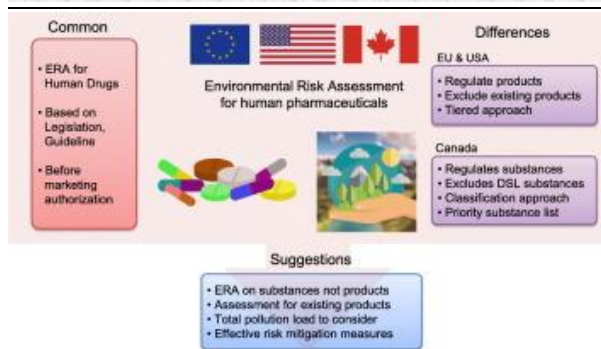 Common
• ERA for
Human Drugs
• Based on
Legislation,
Guideline
• Before
marketing
authorization
Environmental Risk Assessment
for human pharmaceuticals
Differences
EU & USA
• Regulate products
• Exclude existing products
• Tiered approach
Canada
• Regulates substances
• Excludes DSL substances
• Classification approach
• Priority substance list
Suggestions
• ERA on substances not products
• Assessment for existing products
• Total pollution load to consider
• Effective risk mitigation measures